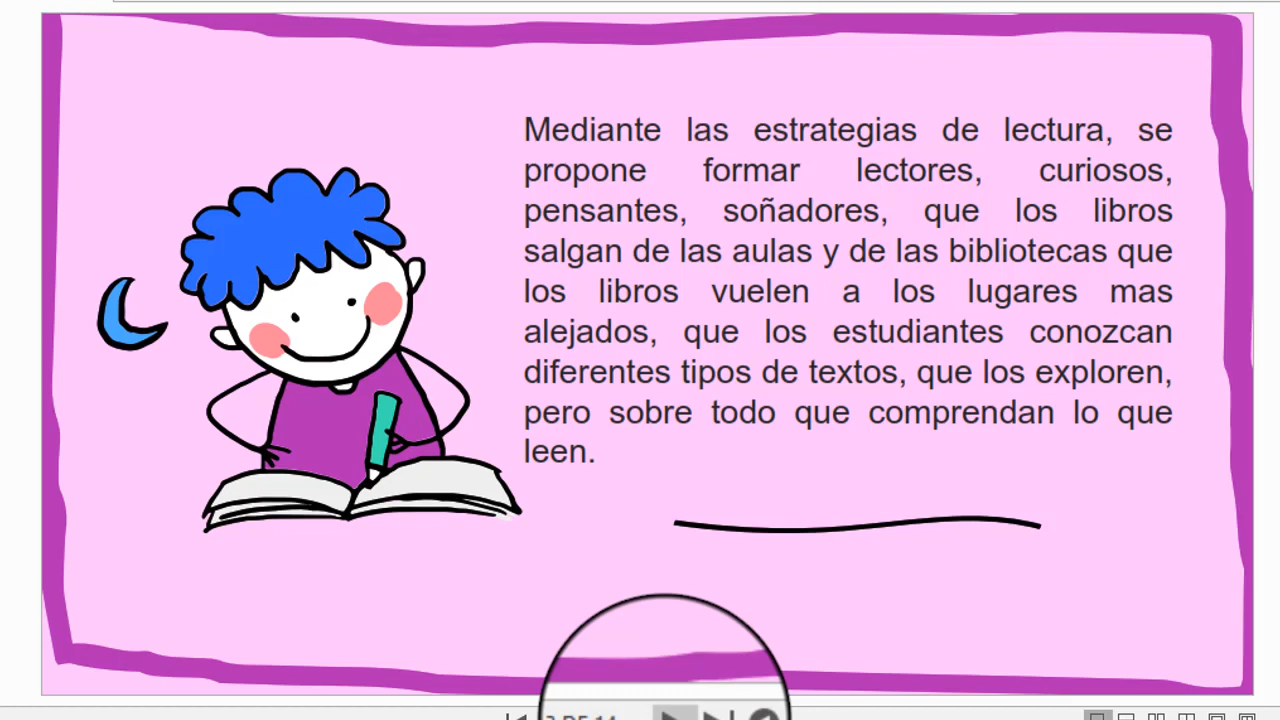 Mediante las estrategias de lectura, se
propone formar lectores, curiosos,
pensantes, soñadores, que los libros
salgan de las aulas y de las bibliotecas que
los libros vuelen a los lugares mas
alejados, que los estudiantes conozcan
diferentes tipos de textos, que los exploren,
pero sobre todo que comprendan lo que
leen.